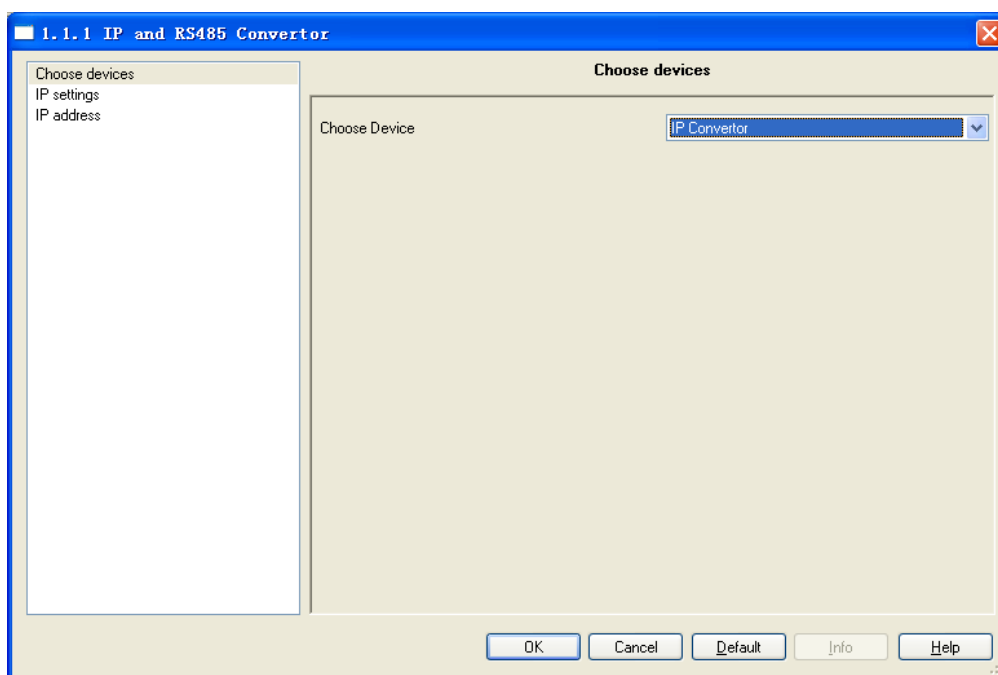 1.1.1 IP and RS485 Convertor
Choose devices
IP settings
IP address
Choose devices
Choose Device
IP Convertor
OK
Cancel
Default
Info
Help